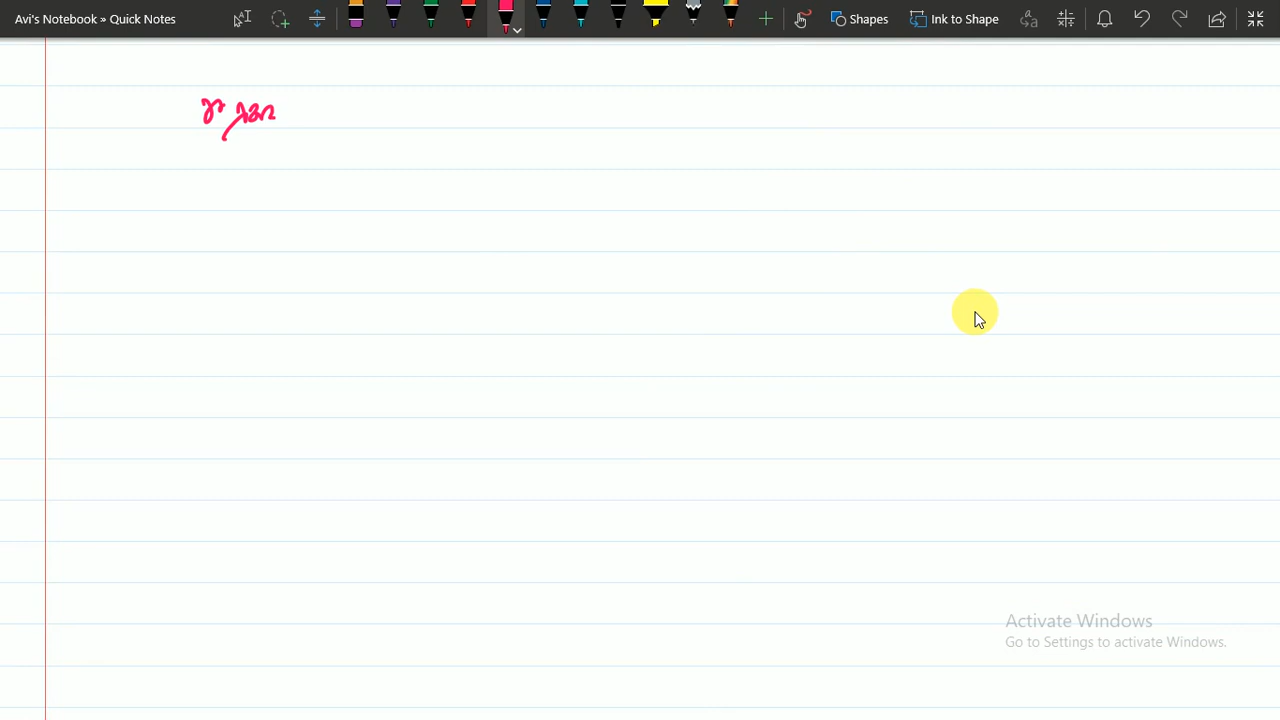 Avi's Notebook » Quick Notes
Shapes
Ink to Shape
Activate Windows
Go to Settings to activate Windows.